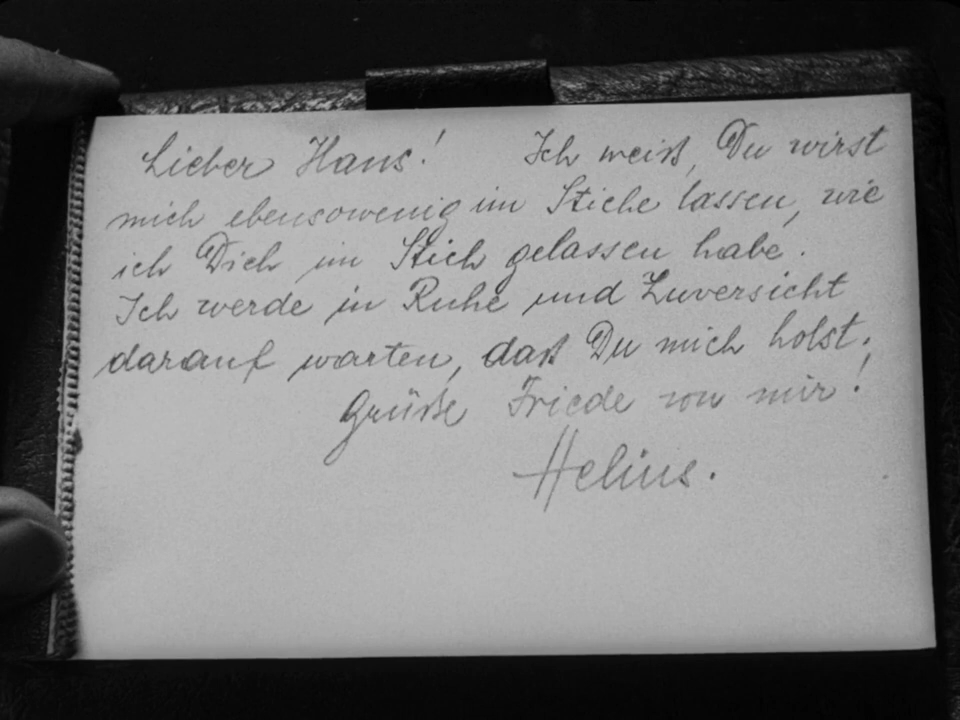 Lieber Hans! Ich weiß, Du wirst
mich ebensowenig im Stiche lassen, wie
ich Dich im Stich gelassen habe.
Ich werde in Ruhe und Zuversicht
darauf warten, daß Du mich holst.
Grüße Friede von mir!
Helius.